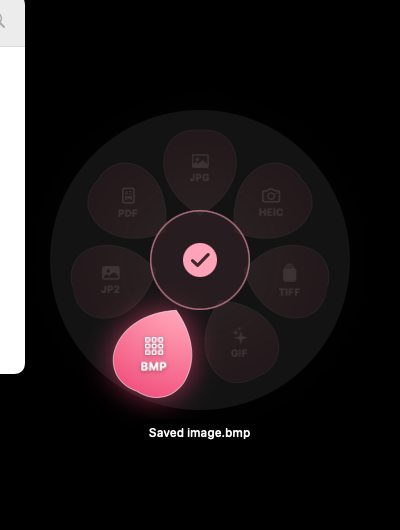 JPG
PDF
HEIC
JP2
TIFF
BMP
GIF
Saved image.bmp